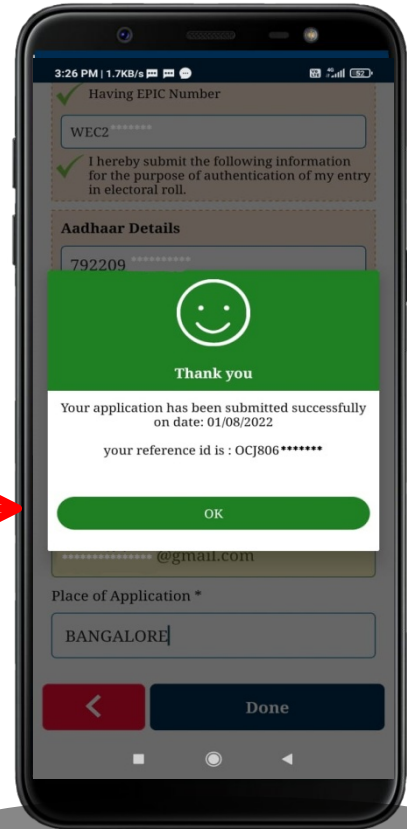 3:26 PM | 1.7KB/s
52
Having EPIC Number
WEC2*******
I hereby submit the following information
for the purpose of authentication of my entry
in electoral roll.
Aadhaar Details
792209 **********
Thank you
Your application has been submitted successfully
on date: 01/08/2022
your reference id is : OCJ806*******
OK
*************** @gmail.com
Place of Application *
BANGALORE
Done